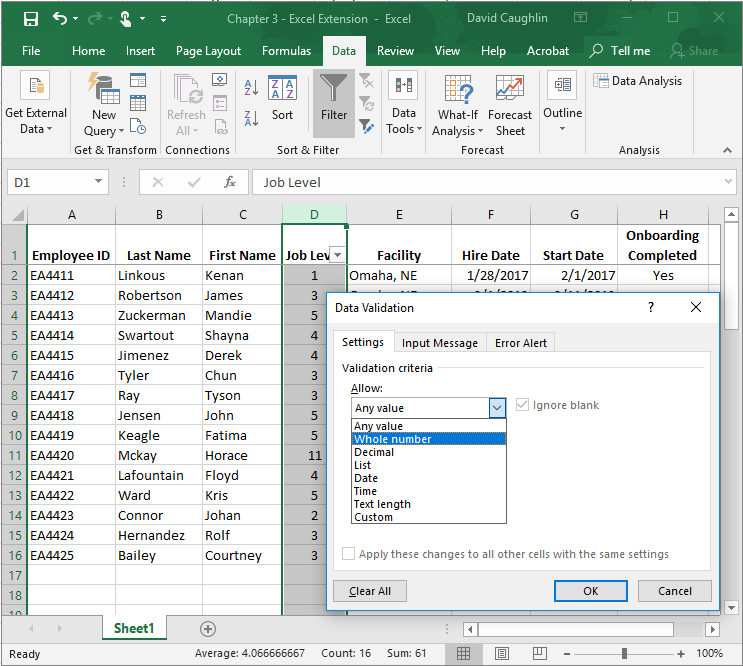 Chapter 3 - Excel Extension - Excel David Caughlin
File Home Insert Page Layout Formulas Data Review View Help Acrobat Tell me Share
Get External Data
New Query
Get & Transform
Refresh All
Connections
Sort
Filter
Sort & Filter
Data Tools
What-If Analysis
Forecast Sheet
Forecast
Outline
Data Analysis
Analysis
D1 fx Job Level
A B C D E F G H
1 Employee ID Last Name First Name Job Lev Facility Hire Date Start Date Onboarding Completed
2 EA4411 Linkous Kenan 1 Omaha, NE 1/28/2017 2/1/2017 Yes
3 EA4412 Robertson James 3
4 EA4413 Zuckerman Mandie 5
5 EA4414 Swartout Shayna 4
6 EA4415 Jimenez Derek 4
7 EA4416 Tyler Chun 3
8 EA4417 Ray Tyson 3
9 EA4418 Jensen John 5
10 EA4419 Keagle Fatima 5
11 EA4420 Mckay Horace 11
12 EA4421 Lafountain Floyd 4
13 EA4422 Ward Kris 5
14 EA4423 Connor Johan 2
15 EA4424 Hernandez Rolf 3
16 EA4425 Bailey Courtney 3
17
18
Data Validation ?
Settings Input Message Error Alert
Validation criteria
Allow:
Any value Ignore blank
Any value
Whole number
Decimal
List
Date
Time
Text length
Custom
Apply these changes to all other cells with the same settings
Clear All OK Cancel
Sheet1
Ready Average: 4.066666667 Count: 16 Sum: 61 100%